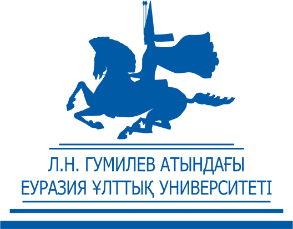 Л.Н. ГУМИЛЕВ АТЫНДАҒЫ
ЕУРАЗИЯ ҰЛТТЫҚ УНИВЕРСИТЕТІ